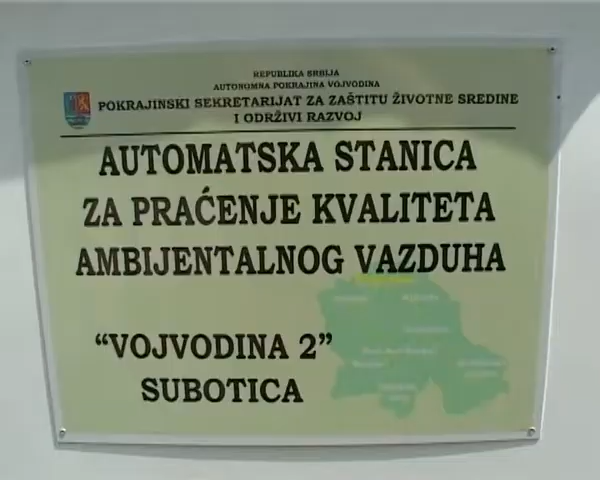 REPUBLIKA SRBIJA
AUTONOMNA POKRAJINA VOJVODINA
POKRAJINSKI SEKRETARIJAT ZA ZAŠTITU ŽIVOTNE SREDINE
I ODRŽIVI RAZVOJ
AUTOMATSKA STANICA
ZA PRAĆENJE KVALITETA
AMBIJENTALNOG VAZDUHA
“VOJVODINA 2”
SUBOTICA